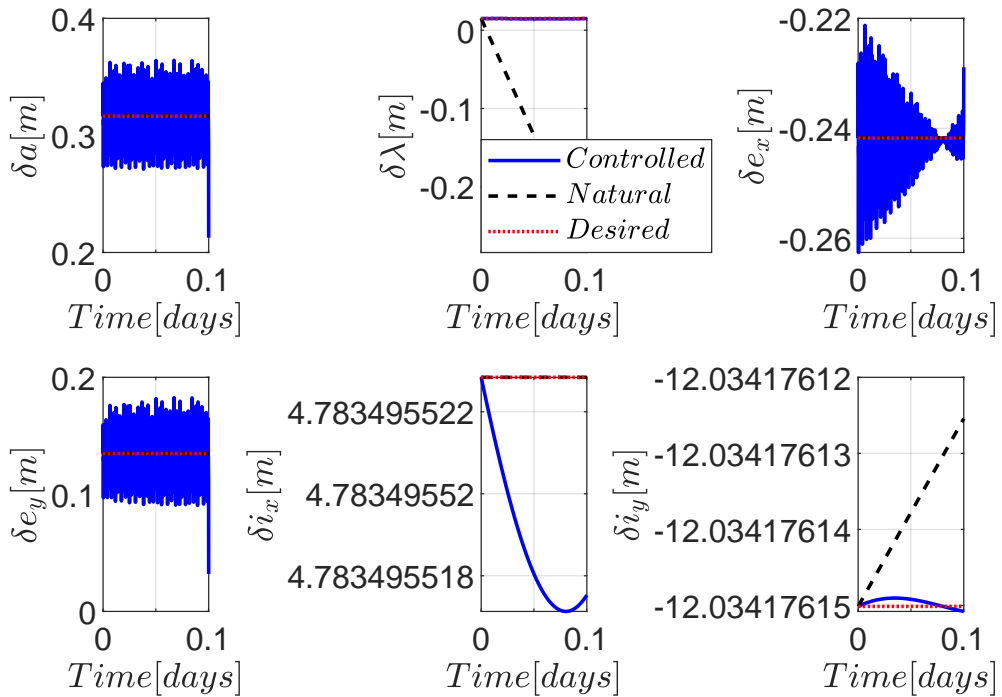 δa[m]
0.4
0.3
0.2
0
0.1
Time[days]
δλ[m]
0
-0.1
-0.2
Controlled
Natural
Desired
0
0.1
Time[days]
δe_x[m]
-0.22
-0.24
-0.26
0
0.1
Time[days]
δe_y[m]
0.2
0.1
0
0
0.1
Time[days]
δi_x[m]
4.783495522
4.78349552
4.783495518
0
0.1
Time[days]
δi_y[m]
-12.03417612
-12.03417613
-12.03417614
-12.03417615
0
0.1
Time[days]